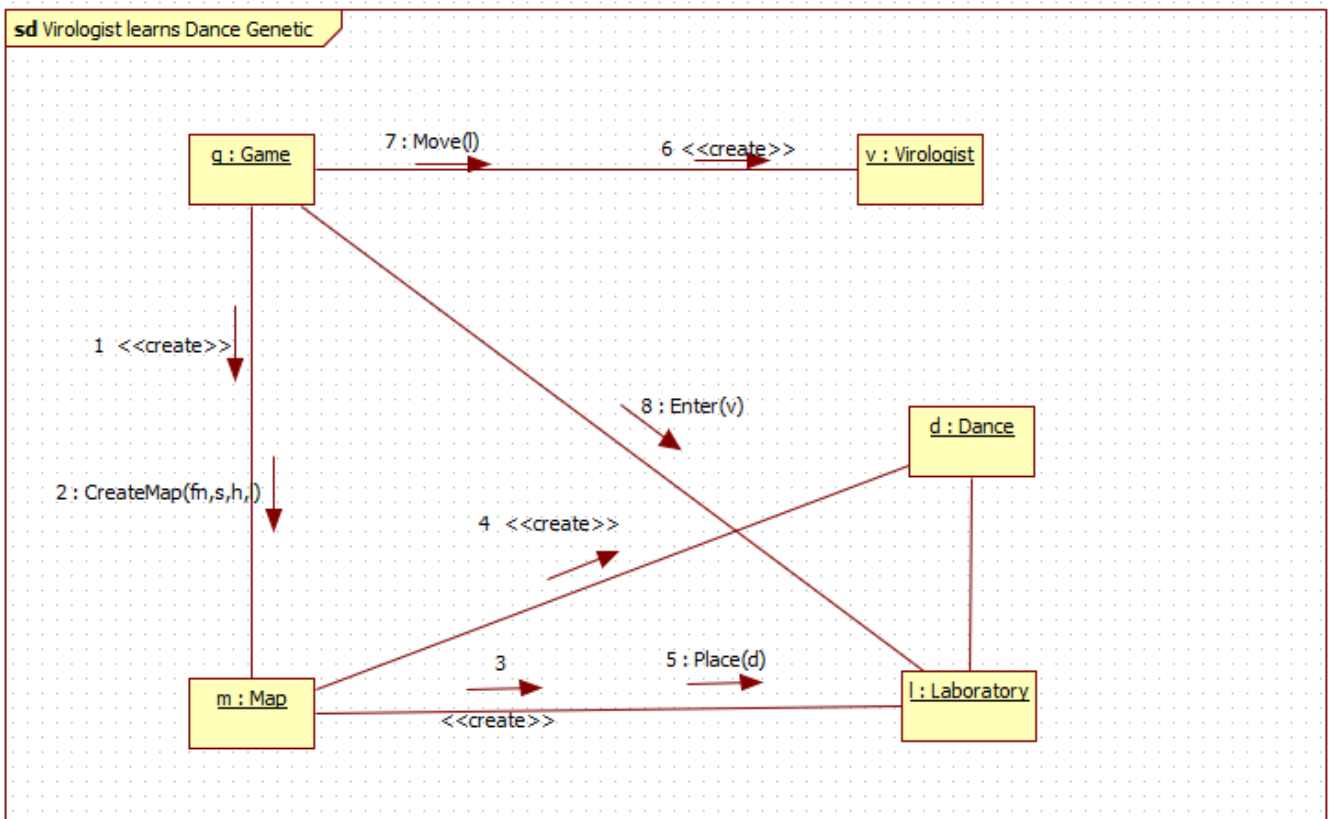 sd Virologist learns Dance Genetic
7 : Move(l)
6 <<create>>
g : Game
v : Virologist
1 <<create>>
8 : Enter(v)
d : Dance
2 : CreateMap(fn,s,h,l)
4 <<create>>
3
5 : Place(d)
m : Map
l : Laboratory
<<create>>